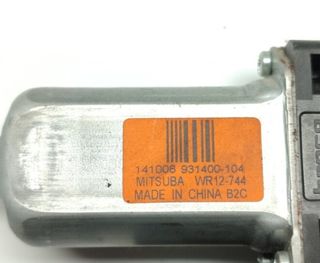 141008 931400-104
MITSUBA WR12-744
MADE IN CHINA B2C